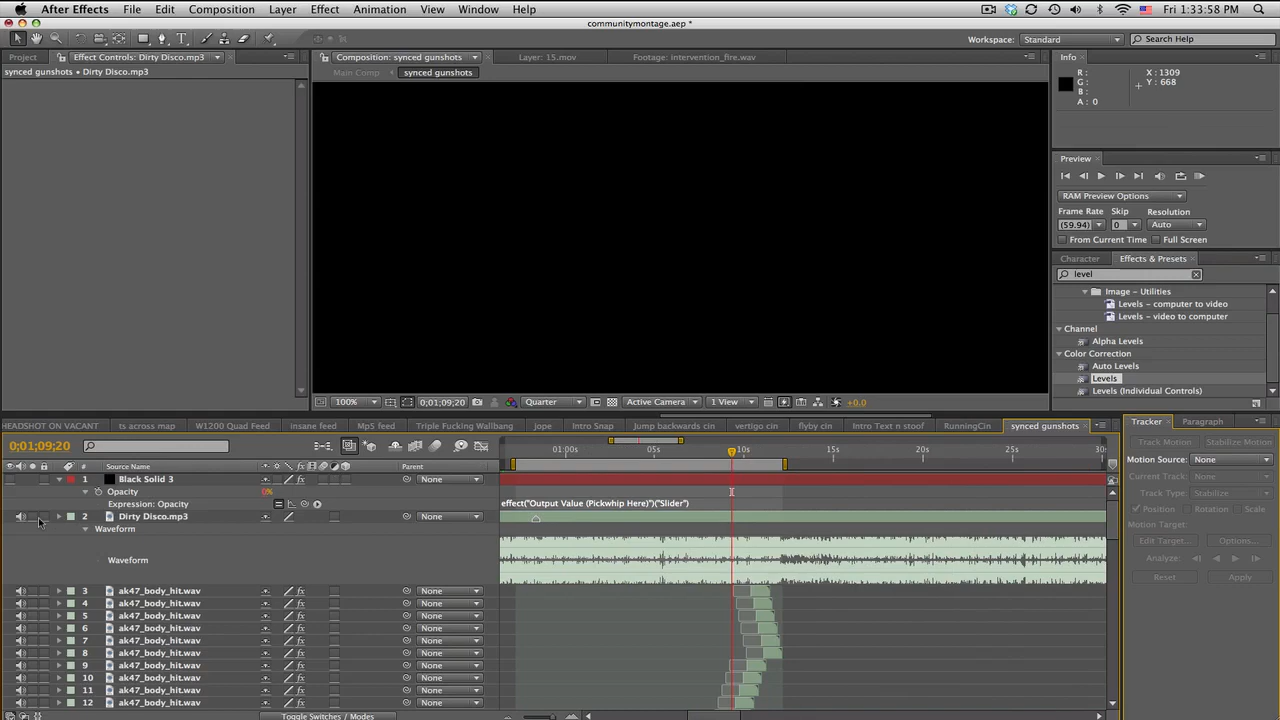 After Effects File Edit Composition Layer Effect Animation View Window Help Fri 1:33:58 PM
communitymontage.aep *
Workspace: Standard Search Help
Project Effect Controls: Dirty Disco.mp3 Composition: synced gunshots Layer: 15.mov Footage: intervention_fire.wav Info
synced gunshots • Dirty Disco.mp3 Main Comp synced gunshots
R: X: 1309
G: Y: 668
B:
A: 0
Preview
RAM Preview Options
Frame Rate Skip Resolution
(59.94) 0 Auto
From Current Time Full Screen
Character Effects & Presets
level
Image – Utilities
Levels – computer to video
Levels – video to computer
Channel
Alpha Levels
Color Correction
Auto Levels
Levels
Levels (Individual Controls)
100% 0;01;09;20 Quarter Active Camera 1 View +0.0
HEADSHOT ON VACANT ts across map W1200 Quad Feed insane feed Mp5 feed Triple Fucking Wallbang jope Intro Snap Jump backwards cin vertigo cin flyby cin Intro Text n stoof RunningCin synced gunshots
0;01;09;20 01:00s 05s 10s 15s 20s 25s 30s
# Source Name Parent
1 Black Solid 3 None
Opacity 0%
Expression: Opacity effect("Output Value (Pickwhip Here)")("Slider")
2 Dirty Disco.mp3 None
Waveform
Waveform
3 ak47_body_hit.wav None
4 ak47_body_hit.wav None
5 ak47_body_hit.wav None
6 ak47_body_hit.wav None
7 ak47_body_hit.wav None
8 ak47_body_hit.wav None
9 ak47_body_hit.wav None
10 ak47_body_hit.wav None
11 ak47_body_hit.wav None
12 ak47_body_hit.wav None
Toggle Switches / Modes
Tracker Paragraph
Track Motion Stabilize Motion
Motion Source: None
Current Track: None
Track Type: Stabilize
Position Rotation Scale
Motion Target:
Edit Target... Options...
Analyze:
Reset Apply